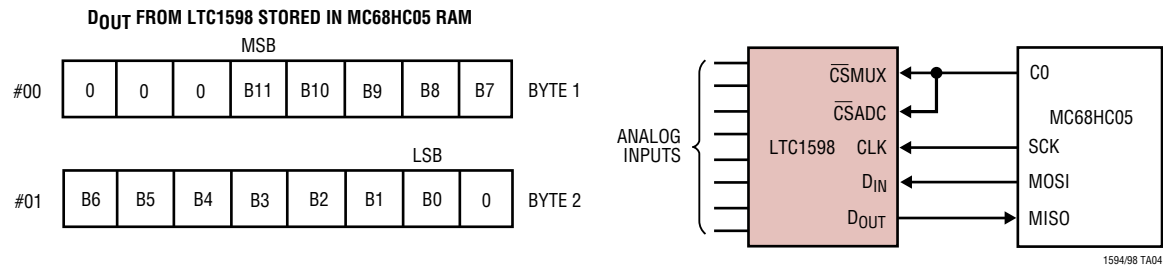 DOUT FROM LTC1598 STORED IN MC68HC05 RAM
MSB
#00 0 0 0 B11 B10 B9 B8 B7 BYTE 1
LSB
#01 B6 B5 B4 B3 B2 B1 B0 0 BYTE 2
ANALOG
INPUTS
LTC1598
C̅S̅MUX
C̅S̅ADC
CLK
DIN
DOUT
C0
MC68HC05
SCK
MOSI
MISO
1594/98 TA04